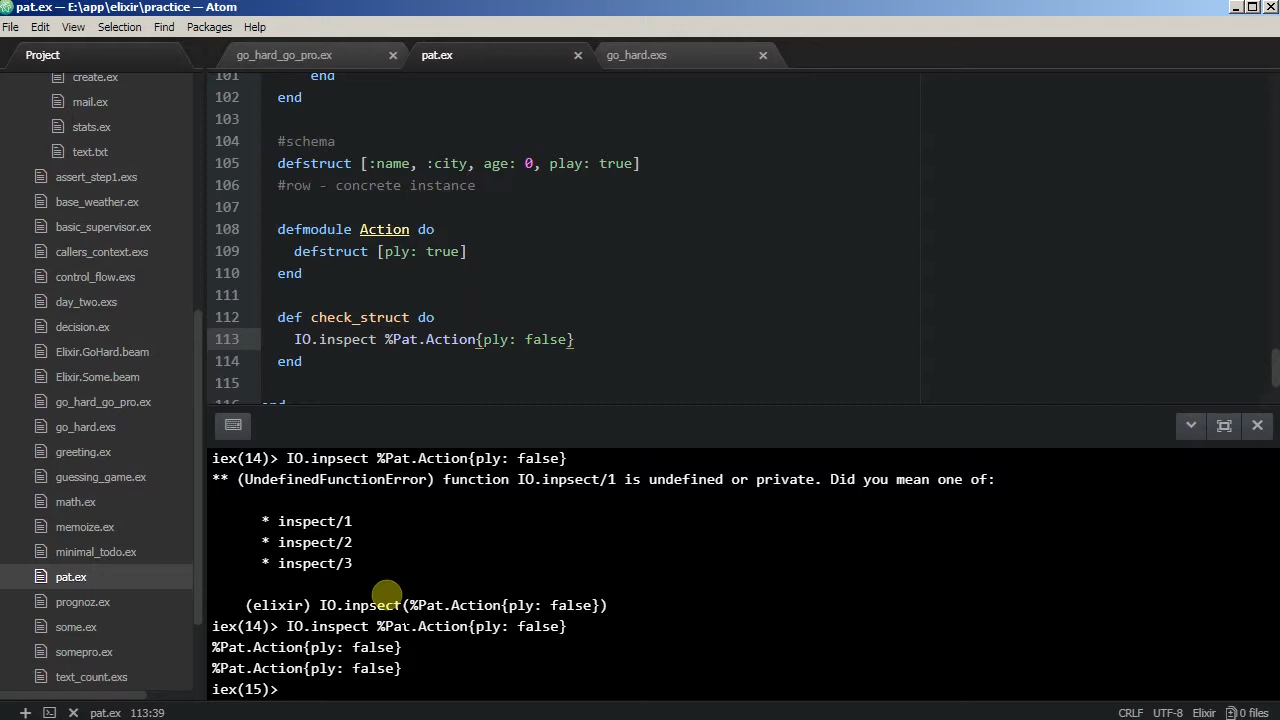 pat.ex — E:\app\elixir\practice — Atom
File Edit View Selection Find Packages Help
Project
go_hard_go_pro.ex
pat.ex
go_hard.exs
create.ex
mail.ex
stats.ex
text.txt
assert_step1.exs
base_weather.ex
basic_supervisor.ex
callers_context.exs
control_flow.exs
day_two.exs
decision.ex
Elixir.GoHard.beam
Elixir.Some.beam
go_hard_go_pro.ex
go_hard.exs
greeting.ex
guessing_game.ex
math.ex
memoize.ex
minimal_todo.ex
pat.ex
prognoz.ex
some.ex
somepro.ex
text_count.exs
101 end
102 end
103
104 #schema
105 defstruct [:name, :city, age: 0, play: true]
106 #row - concrete instance
107
108 defmodule Action do
109 defstruct [ply: true]
110 end
111
112 def check_struct do
113 IO.inspect %Pat.Action{ply: false}
114 end
115
116 end
iex(14)> IO.inpsect %Pat.Action{ply: false}
** (UndefinedFunctionError) function IO.inpsect/1 is undefined or private. Did you mean one of:
* inspect/1
* inspect/2
* inspect/3
(elixir) IO.inpsect(%Pat.Action{ply: false})
iex(14)> IO.inspect %Pat.Action{ply: false}
%Pat.Action{ply: false}
%Pat.Action{ply: false}
iex(15)>
pat.ex 113:39
CRLF UTF-8 Elixir 0 files